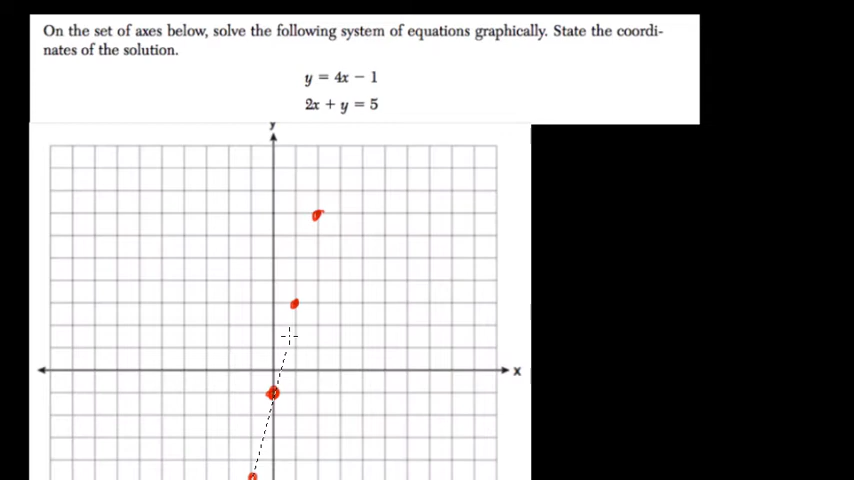 On the set of axes below, solve the following system of equations graphically. State the coordi-
nates of the solution.
y = 4x − 1
2x + y = 5
y
x